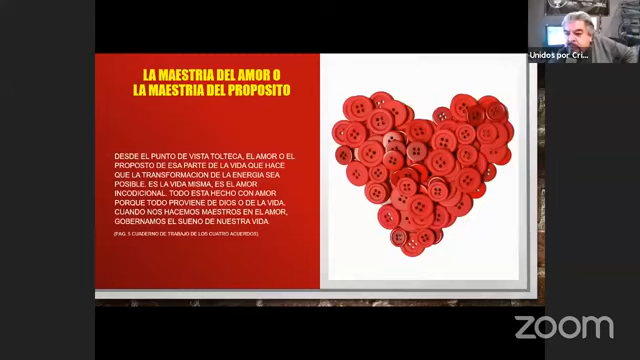 Unidos por Cri...
LA MAESTRIA DEL AMOR O
LA MAESTRIA DEL PROPOSITO
DESDE EL PUNTO DE VISTA TOLTECA, EL AMOR O EL
PROPOSTO DE ESA PARTE DE LA VIDA QUE HACE
QUE LA TRANSFORMACION DE LA ENERGIA SEA
POSIBLE. ES LA VIDA MISMA, ES EL AMOR
INCODICIONAL. TODO ESTA HECHO CON AMOR
PORQUE TODO PROVIENE DE DIOS O DE LA VIDA.
CUANDO NOS HACEMOS MAESTROS EN EL AMOR,
GOBERNAMOS EL SUENO DE NUESTRA VIDA.
(PAG. 5 CUADERNO DE TRABAJO DE LOS CUATRO ACUERDOS)
zoom